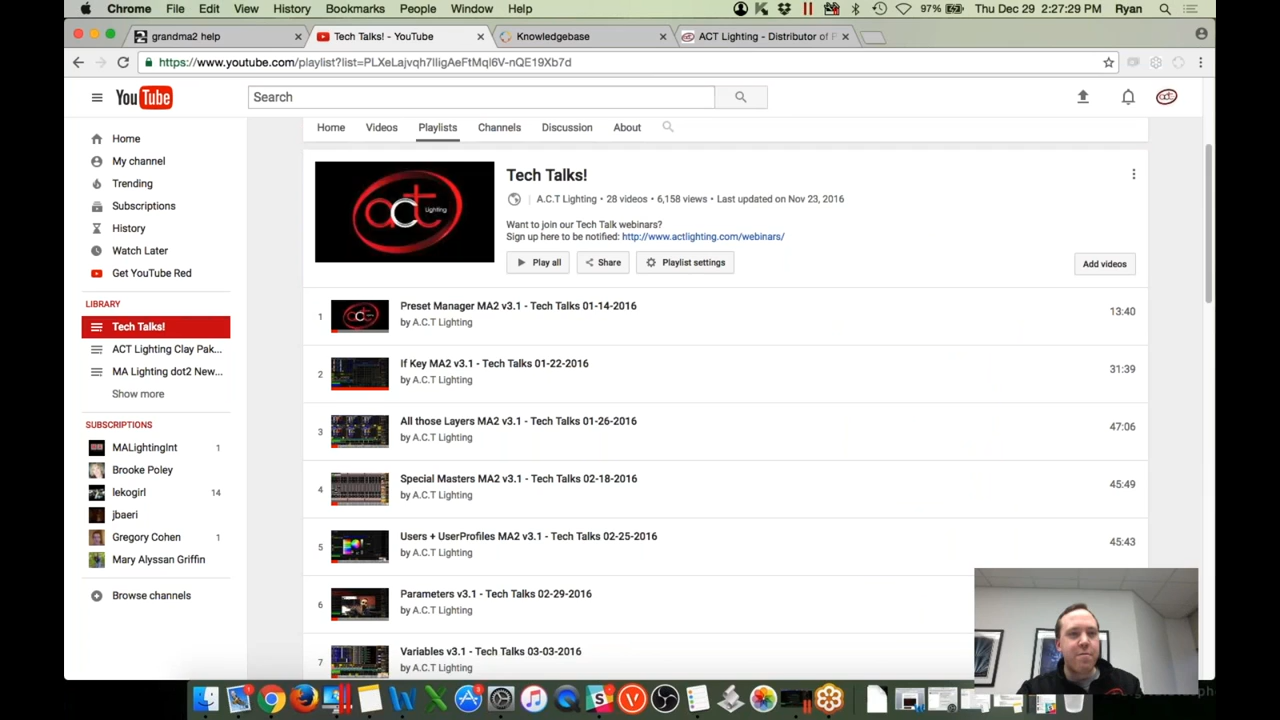 Chrome File Edit View History Bookmarks People Window Help 97% Thu Dec 29 2:27:29 PM Ryan
grandma2 help × Tech Talks! - YouTube × Knowledgebase × ACT Lighting - Distributor of P ×
https://www.youtube.com/playlist?list=PLXeLajvqh7IligAeFtMql6V-nQE19Xb7d
YouTube Search
Home Videos Playlists Channels Discussion About
Home
My channel
Trending
Subscriptions
History
Watch Later
Get YouTube Red
LIBRARY
Tech Talks!
ACT Lighting Clay Pak...
MA Lighting dot2 New...
Show more
SUBSCRIPTIONS
MALightingInt 1
Brooke Poley
lekogirl 14
jbaeri
Gregory Cohen 1
Mary Alyssan Griffin
Browse channels
act Lighting
Tech Talks!
A.C.T Lighting • 28 videos • 6,158 views • Last updated on Nov 23, 2016
Want to join our Tech Talk webinars?
Sign up here to be notified: http://www.actlighting.com/webinars/
Play all Share Playlist settings Add videos
1 Preset Manager MA2 v3.1 - Tech Talks 01-14-2016 13:40
by A.C.T Lighting
2 If Key MA2 v3.1 - Tech Talks 01-22-2016 31:39
by A.C.T Lighting
3 All those Layers MA2 v3.1 - Tech Talks 01-26-2016 47:06
by A.C.T Lighting
4 Special Masters MA2 v3.1 - Tech Talks 02-18-2016 45:49
by A.C.T Lighting
5 Users + UserProfiles MA2 v3.1 - Tech Talks 02-25-2016 45:43
by A.C.T Lighting
6 Parameters v3.1 - Tech Talks 02-29-2016
by A.C.T Lighting
7 Variables v3.1 - Tech Talks 03-03-2016
by A.C.T Lighting